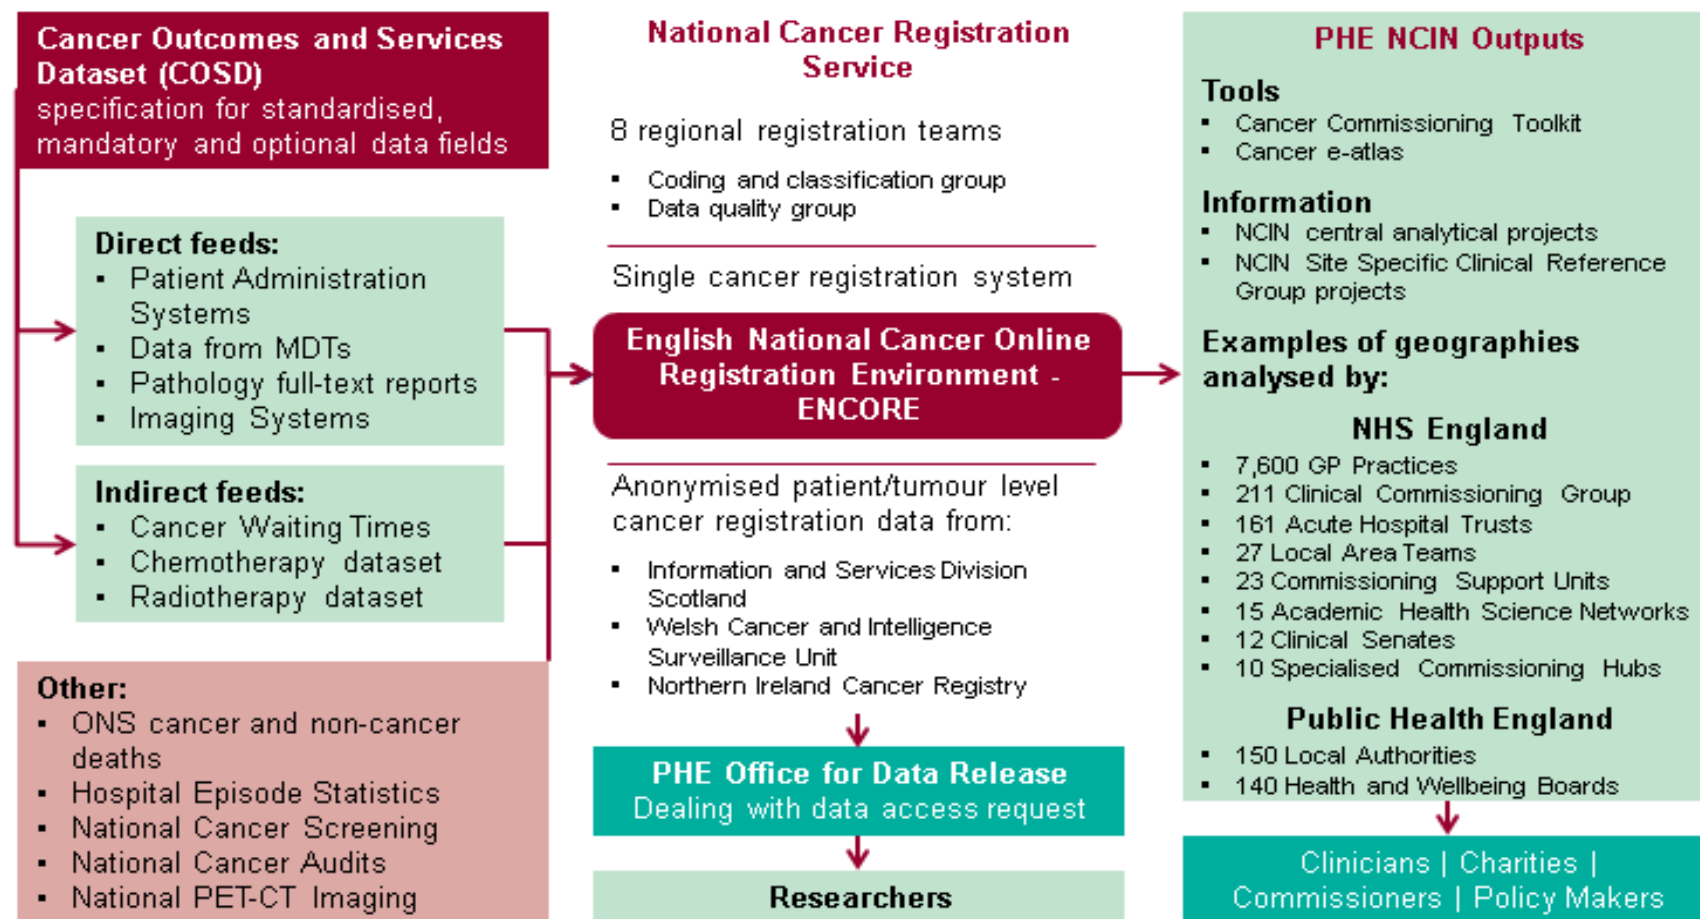 Cancer Outcomes and Services
Dataset (COSD)
specification for standardised,
mandatory and optional data fields
Direct feeds:
▪ Patient Administration
Systems
▪ Data from MDTs
▪ Pathology full-text reports
▪ Imaging Systems
Indirect feeds:
▪ Cancer Waiting Times
▪ Chemotherapy dataset
▪ Radiotherapy dataset
Other:
▪ ONS cancer and non-cancer
deaths
▪ Hospital Episode Statistics
▪ National Cancer Screening
▪ National Cancer Audits
▪ National PET-CT Imaging
National Cancer Registration
Service
8 regional registration teams
▪ Coding and classification group
▪ Data quality group
Single cancer registration system
English National Cancer Online
Registration Environment -
ENCORE
Anonymised patient/tumour level
cancer registration data from:
▪ Information and Services Division
Scotland
▪ Welsh Cancer and Intelligence
Surveillance Unit
▪ Northern Ireland Cancer Registry
PHE Office for Data Release
Dealing with data access request
Researchers
PHE NCIN Outputs
Tools
▪ Cancer Commissioning Toolkit
▪ Cancer e-atlas
Information
▪ NCIN central analytical projects
▪ NCIN Site Specific Clinical Reference
Group projects
Examples of geographies
analysed by:
NHS England
▪ 7,600 GP Practices
▪ 211 Clinical Commissioning Group
▪ 161 Acute Hospital Trusts
▪ 27 Local Area Teams
▪ 23 Commissioning Support Units
▪ 15 Academic Health Science Networks
▪ 12 Clinical Senates
▪ 10 Specialised Commissioning Hubs
Public Health England
▪ 150 Local Authorities
▪ 140 Health and Wellbeing Boards
Clinicians | Charities |
Commissioners | Policy Makers